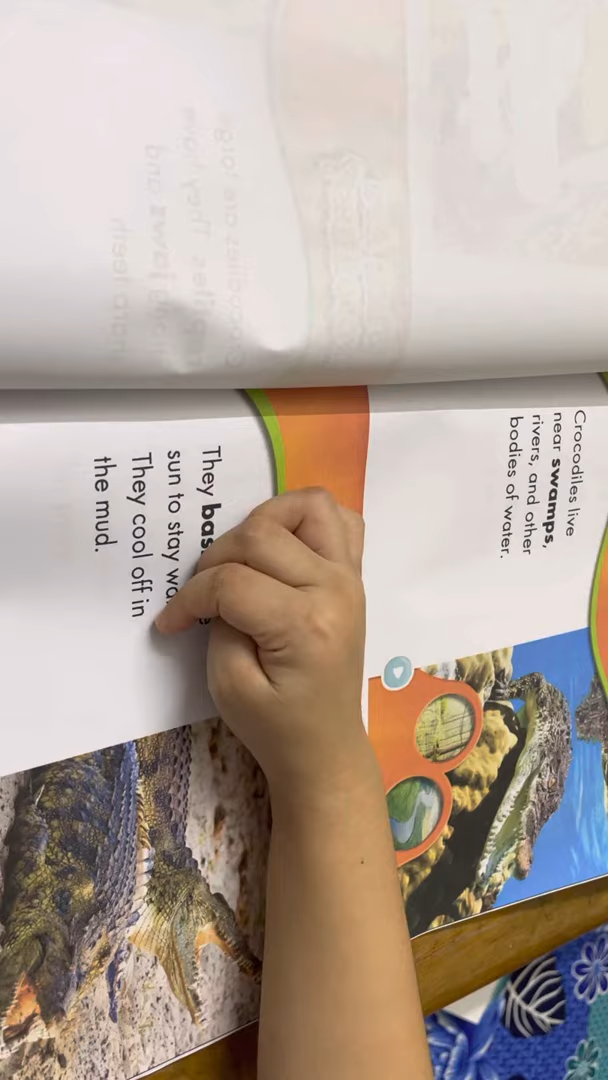 Crocodiles live
near swamps,
rivers, and other
bodies of water.
They
sun to stay
They cool off in
the mud.